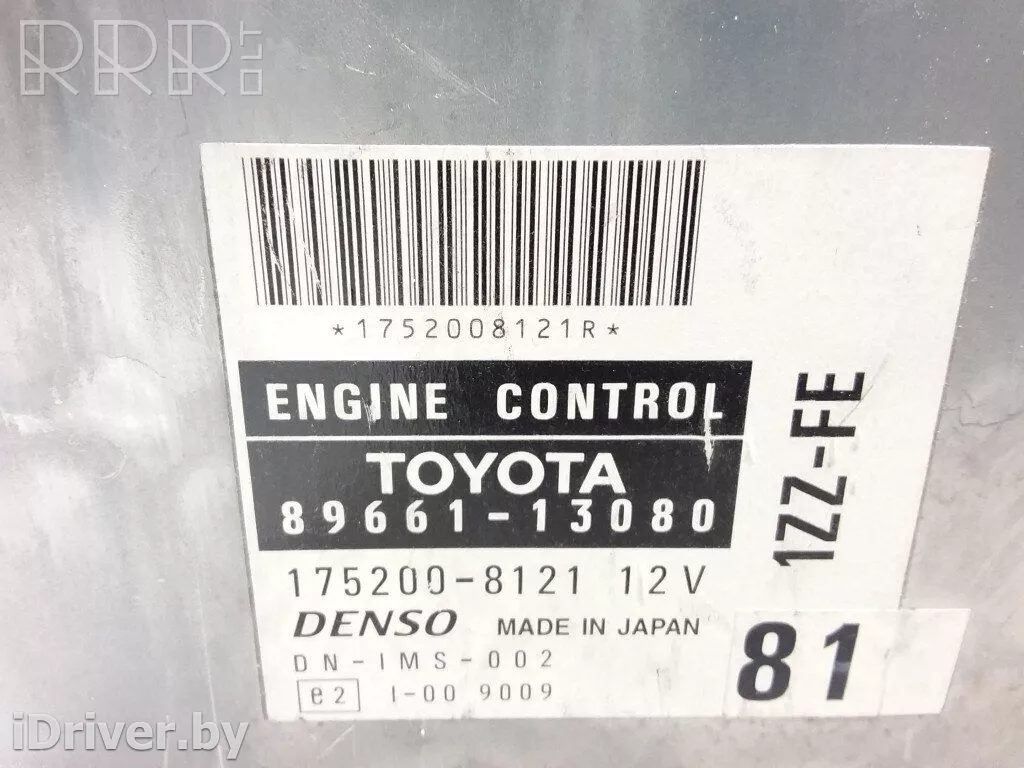 RRR.LT
*1752008121R*
ENGINE CONTROL
TOYOTA
89661-13080
175200-8121 12V
DENSO MADE IN JAPAN
DN-IMS-002
e2 I-00 9009
1ZZ-FE
81
iDriver.by